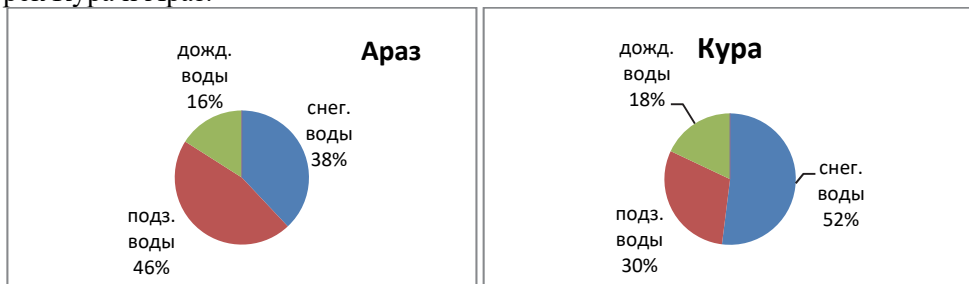 Араз
дожд.
воды
16%
снег.
воды
38%
подз.
воды
46%
Кура
дожд.
воды
18%
снег.
воды
52%
подз.
воды
30%